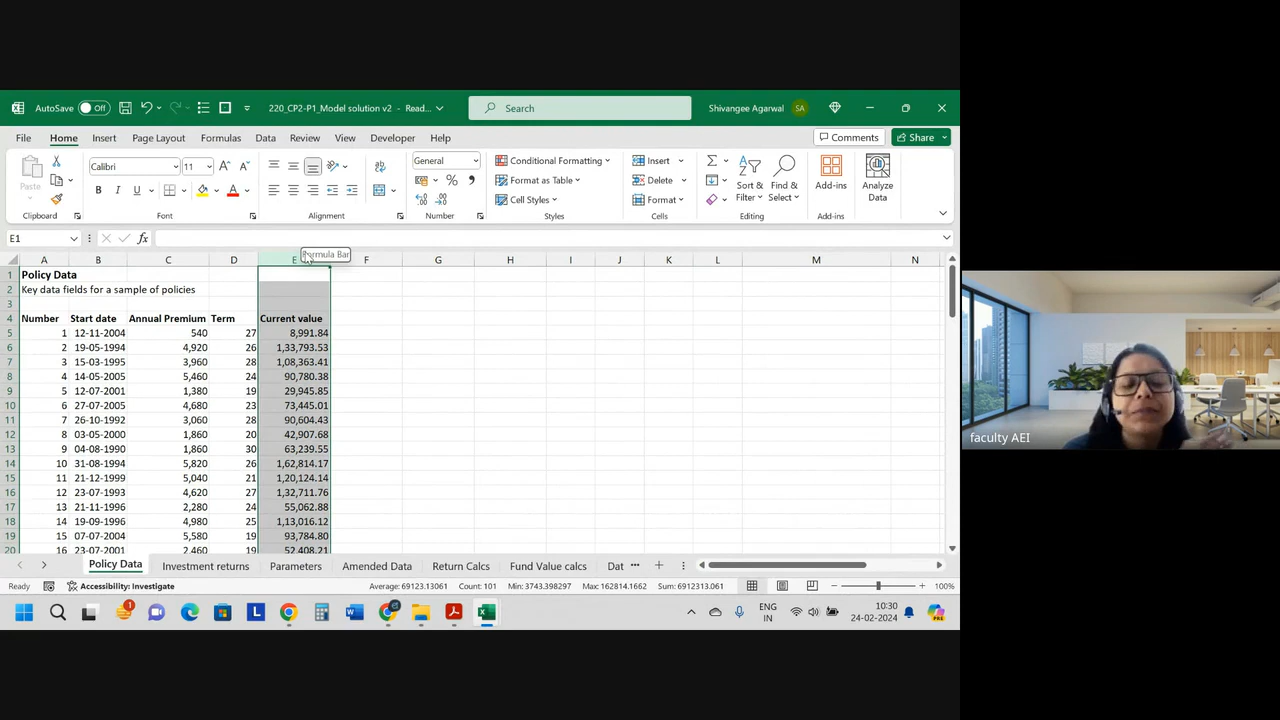 AutoSave Off 220_CP2-P1_Model solution v2 - Read... Search Shivangee Agarwal SA
File Home Insert Page Layout Formulas Data Review View Developer Help Comments Share
Paste Calibri 11 General Conditional Formatting Insert Sort & Filter Find & Select Add-ins Analyze Data
Format as Table Delete
Cell Styles Format
Clipboard Font Alignment Number Styles Cells Editing Add-ins
E1 fx
Formula Bar
A B C D E F G H I J K L M N
1 Policy Data
2 Key data fields for a sample of policies
3
4 Number Start date Annual Premium Term Current value
5 1 12-11-2004 540 27 8,991.84
6 2 19-05-1994 4,920 26 1,33,793.53
7 3 15-03-1995 3,960 28 1,08,363.41
8 4 14-05-2005 5,460 24 90,780.38
9 5 12-07-2001 1,380 19 29,945.85
10 6 27-07-2005 4,680 23 73,445.01
11 7 26-10-1992 3,060 28 90,604.43
12 8 03-05-2000 1,860 20 42,907.68
13 9 04-08-1990 1,860 30 63,239.55
14 10 31-08-1994 5,820 26 1,62,814.17
15 11 21-12-1999 5,040 21 1,20,124.14
16 12 23-07-1993 4,620 27 1,32,711.76
17 13 21-11-1996 2,280 24 55,062.88
18 14 19-09-1996 4,980 25 1,13,016.12
19 15 07-07-2004 5,580 19 93,784.80
20 16 23-07-2001 2,460 19 52,408.21
Policy Data Investment returns Parameters Amended Data Return Calcs Fund Value calcs Dat
Ready Accessibility: Investigate Average: 69123.13061 Count: 101 Min: 3743.398297 Max: 162814.1662 Sum: 6912313.061 100%
ENG IN 10:30 24-02-2024
faculty AEI